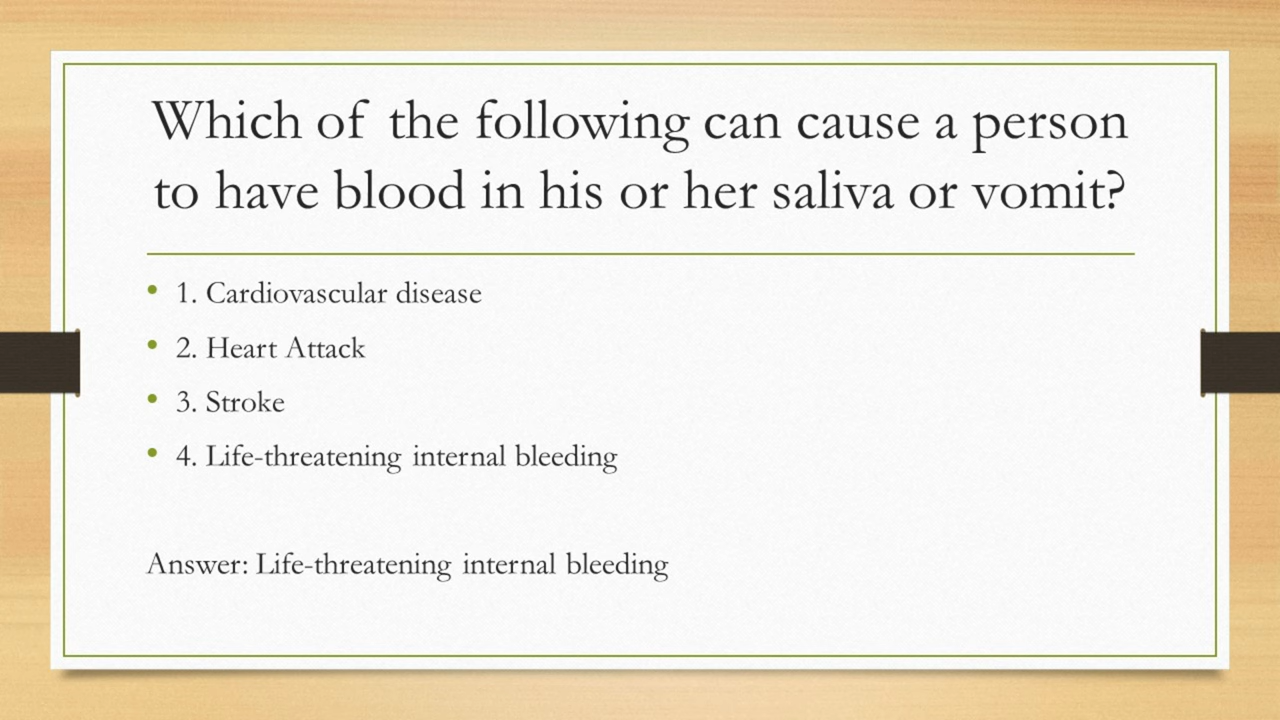 Which of the following can cause a person
to have blood in his or her saliva or vomit?
• 1. Cardiovascular disease
• 2. Heart Attack
• 3. Stroke
• 4. Life-threatening internal bleeding
Answer: Life-threatening internal bleeding